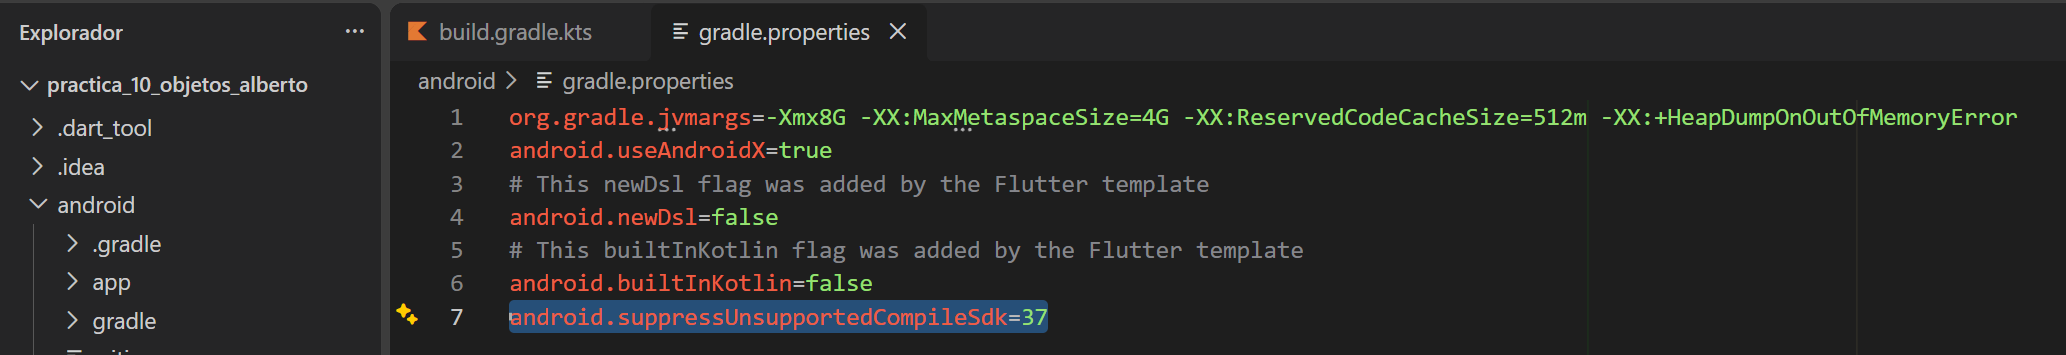 Explorador ···
build.gradle.kts
gradle.properties
practica_10_objetos_alberto
.dart_tool
.idea
android
.gradle
app
gradle
android > gradle.properties
1 org.gradle.jvmargs=-Xmx8G -XX:MaxMetaspaceSize=4G -XX:ReservedCodeCacheSize=512m -XX:+HeapDumpOnOutOfMemoryError
2 android.useAndroidX=true
3 # This newDsl flag was added by the Flutter template
4 android.newDsl=false
5 # This builtInKotlin flag was added by the Flutter template
6 android.builtInKotlin=false
7 android.suppressUnsupportedCompileSdk=37